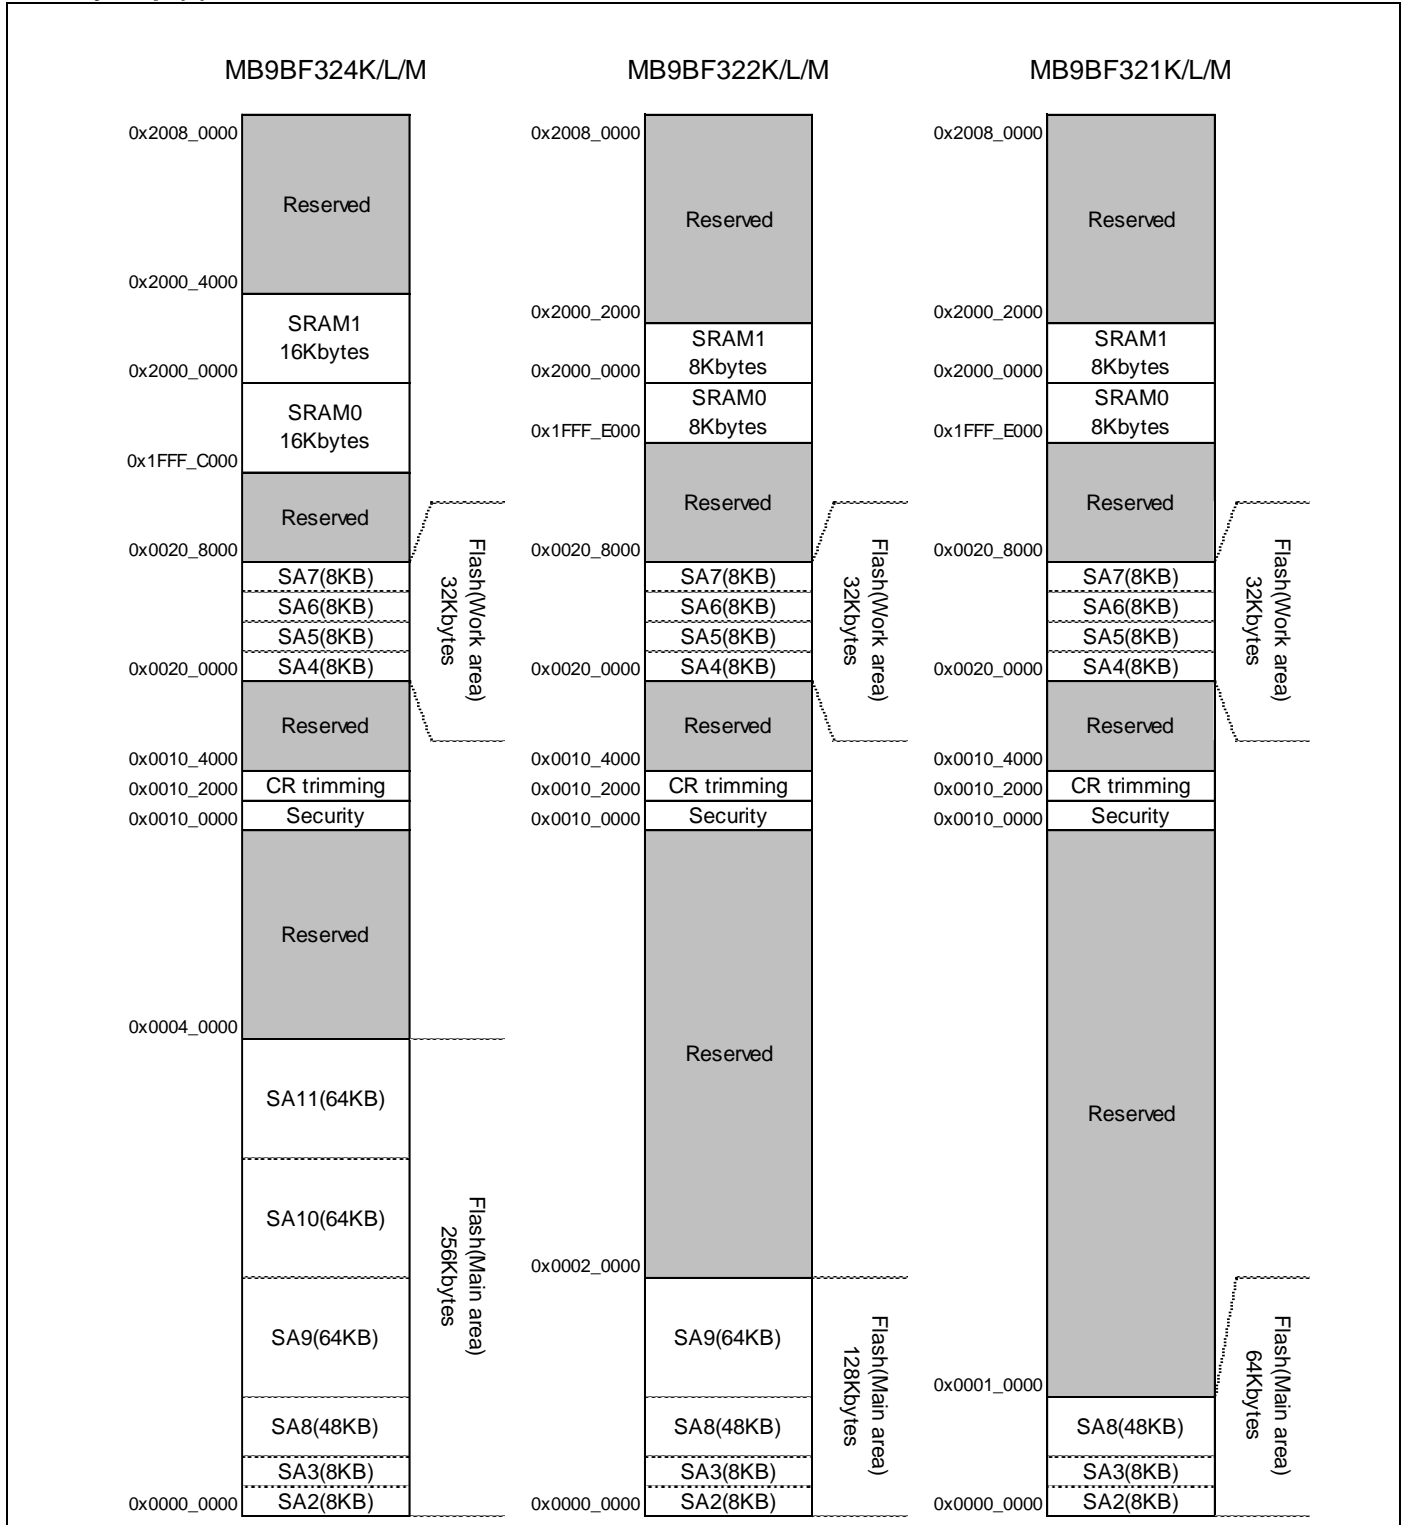 MB9BF324K/L/M
0x2008_0000
Reserved
0x2000_4000
SRAM1
16Kbytes
0x2000_0000
SRAM0
16Kbytes
0x1FFF_C000
Reserved
0x0020_8000
SA7(8KB)
SA6(8KB)
SA5(8KB)
SA4(8KB)
0x0020_0000
Flash(Work area)
32Kbytes
Reserved
0x0010_4000
CR trimming
0x0010_2000
Security
0x0010_0000
Reserved
0x0004_0000
SA11(64KB)
SA10(64KB)
SA9(64KB)
SA8(48KB)
SA3(8KB)
SA2(8KB)
0x0000_0000
Flash(Main area)
256Kbytes
MB9BF322K/L/M
0x2008_0000
Reserved
0x2000_2000
SRAM1
8Kbytes
0x2000_0000
SRAM0
8Kbytes
0x1FFF_E000
Reserved
0x0020_8000
SA7(8KB)
SA6(8KB)
SA5(8KB)
SA4(8KB)
0x0020_0000
Flash(Work area)
32Kbytes
Reserved
0x0010_4000
CR trimming
0x0010_2000
Security
0x0010_0000
Reserved
0x0002_0000
SA9(64KB)
SA8(48KB)
SA3(8KB)
SA2(8KB)
0x0000_0000
Flash(Main area)
128Kbytes
MB9BF321K/L/M
0x2008_0000
Reserved
0x2000_2000
SRAM1
8Kbytes
0x2000_0000
SRAM0
8Kbytes
0x1FFF_E000
Reserved
0x0020_8000
SA7(8KB)
SA6(8KB)
SA5(8KB)
SA4(8KB)
0x0020_0000
Flash(Work area)
32Kbytes
Reserved
0x0010_4000
CR trimming
0x0010_2000
Security
0x0010_0000
Reserved
0x0001_0000
SA8(48KB)
SA3(8KB)
SA2(8KB)
0x0000_0000
Flash(Main area)
64Kbytes